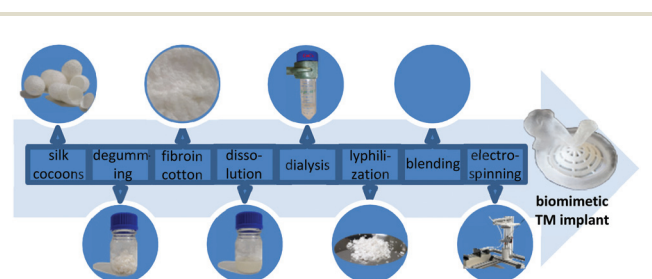 silk
cocoons
degumm-
ing
fibroin
cotton
disso-
lution
dialysis
lyphili-
zation
blending
electro-
spinning
biomimetic
TM implant